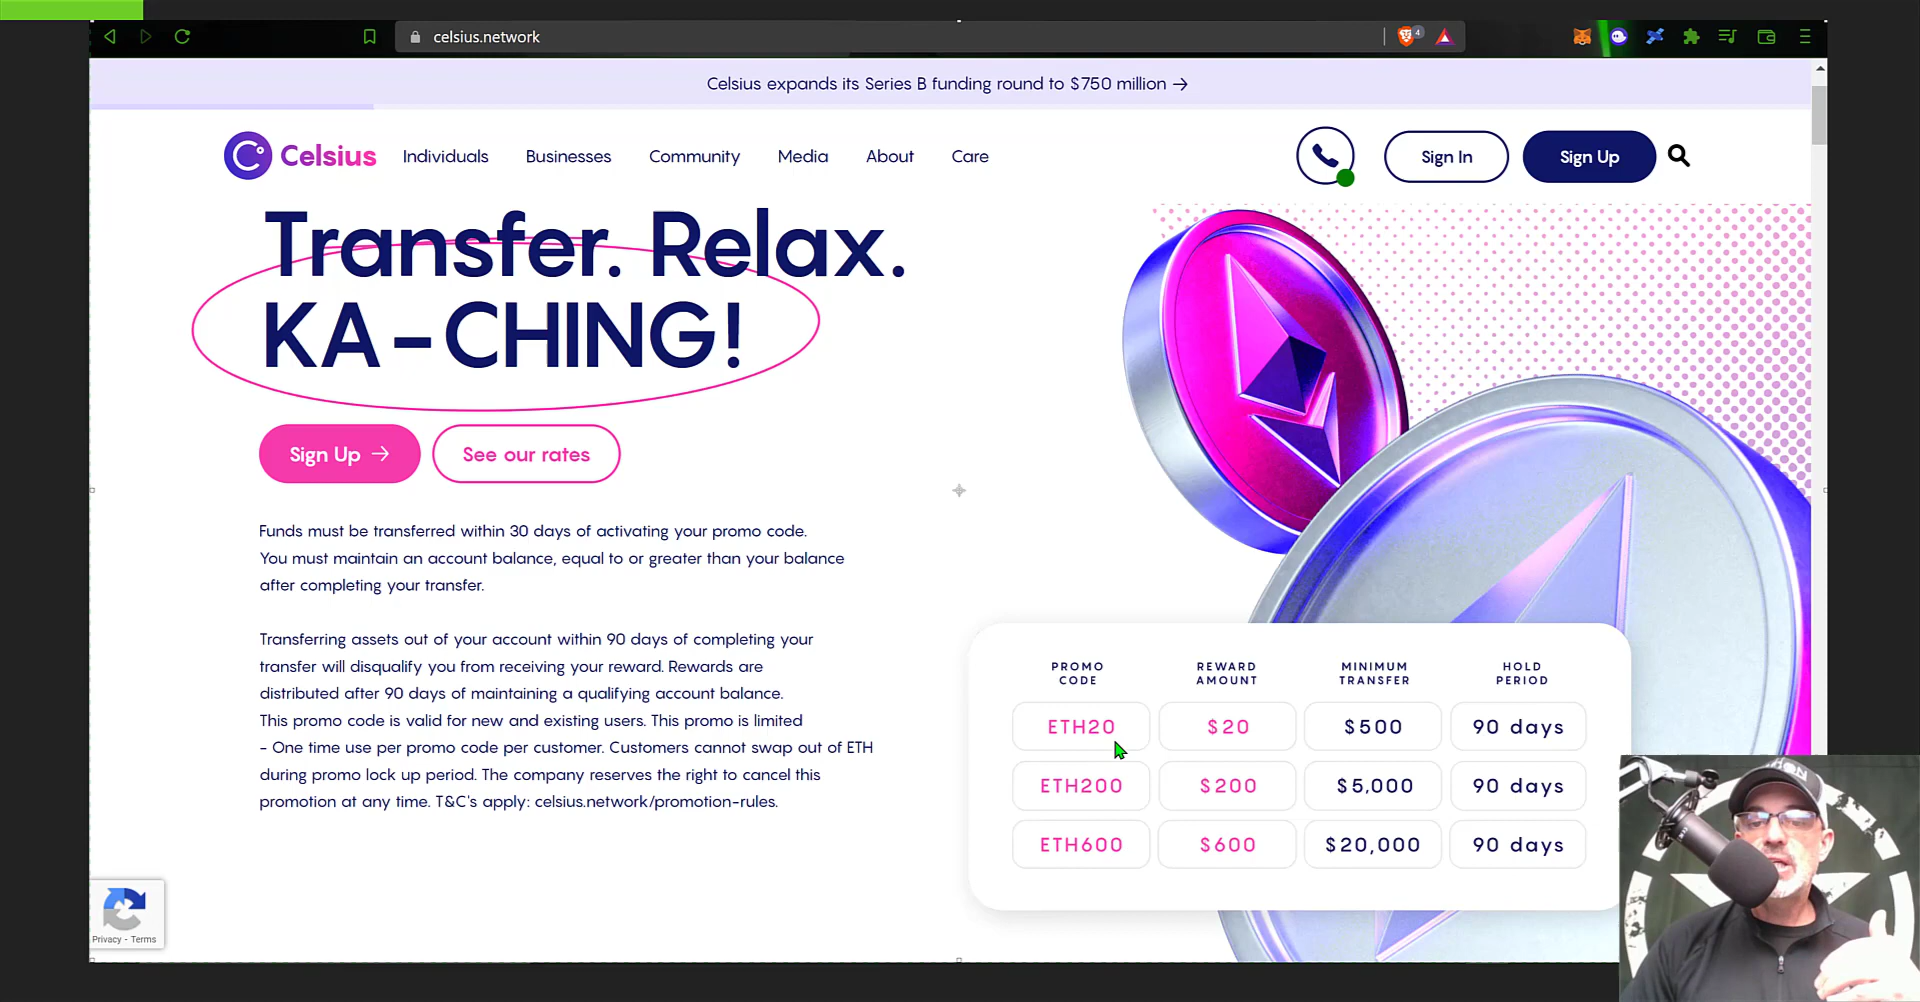 celsius.network
4
Celsius expands its Series B funding round to $750 million →
Celsius
Individuals
Businesses
Community
Media
About
Care
Sign In
Sign Up
Transfer. Relax.
KA-CHING!
Sign Up →
See our rates
Funds must be transferred within 30 days of activating your promo code.
You must maintain an account balance, equal to or greater than your balance
after completing your transfer.
Transferring assets out of your account within 90 days of completing your
transfer will disqualify you from receiving your reward. Rewards are
distributed after 90 days of maintaining a qualifying account balance.
This promo code is valid for new and existing users. This promo is limited
- One time use per promo code per customer. Customers cannot swap out of ETH
during promo lock up period. The company reserves the right to cancel this
promotion at any time. T&C's apply: celsius.network/promotion-rules.
PROMO CODE
REWARD AMOUNT
MINIMUM TRANSFER
HOLD PERIOD
ETH20 $20 $500 90 days
ETH200 $200 $5,000 90 days
ETH600 $600 $20,000 90 days
Privacy - Terms